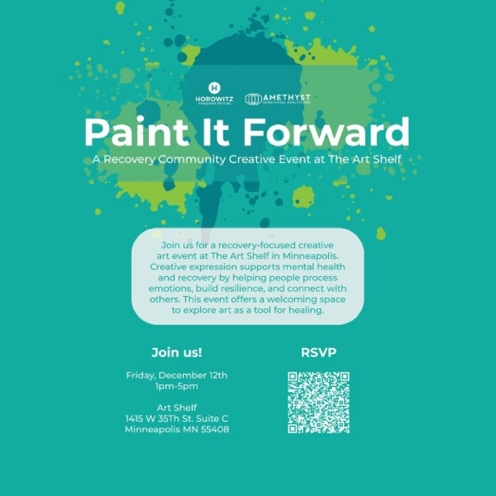 HOROWITZ
AMETHYST
Paint It Forward
A Recovery Community Creative Event at The Art Shelf
Join us for a recovery-focused creative
art event at The Art Shelf in Minneapolis.
Creative expression supports mental health
and recovery by helping people process
emotions, build resilience, and connect with
others. This event offers a welcoming space
to explore art as a tool for healing.
Join us!
Friday, December 12th
1pm-5pm
Art Shelf
1415 W 35Th St. Suite C
Minneapolis MN 55408
RSVP